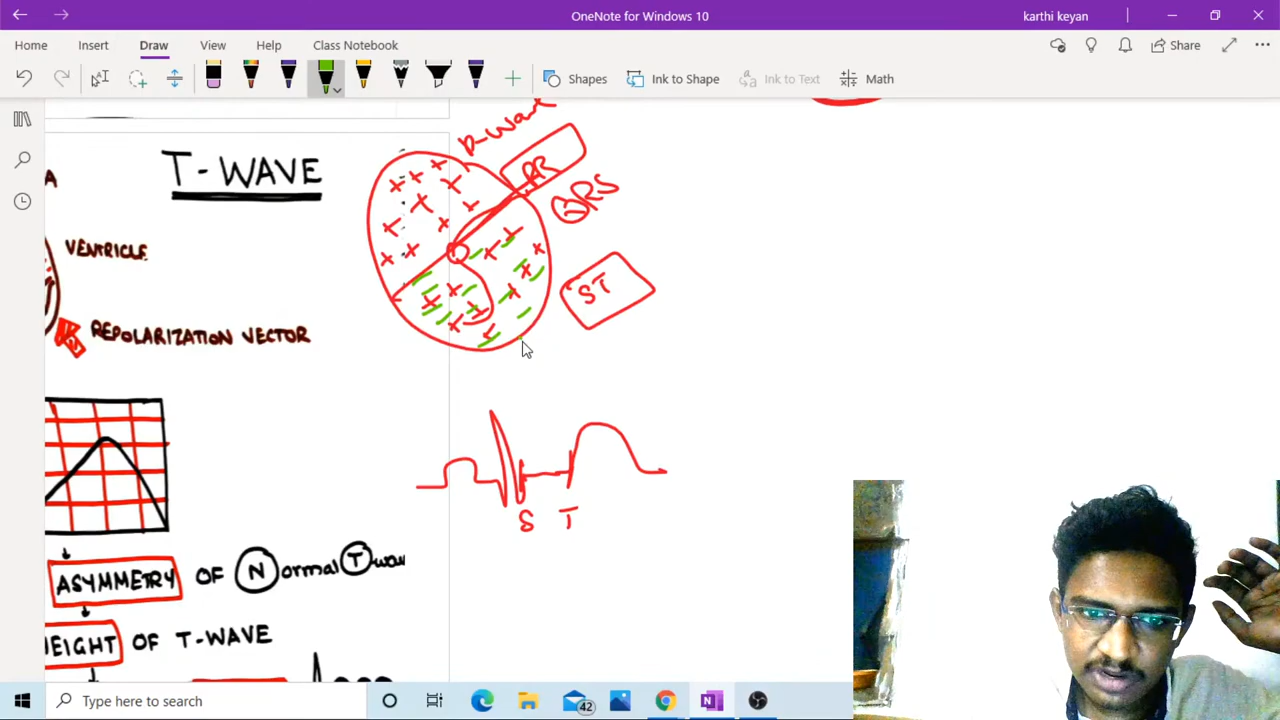 OneNote for Windows 10
karthi keyan
Home Insert Draw View Help Class Notebook
Share
Shapes Ink to Shape Ink to Text Math
T-WAVE
A
P-wave
PR
QRS
VENTRICLE
ST
REPOLARIZATION VECTOR
S T
ASYMMETRY OF Normal T wav
EIGHT OF T-WAVE
Type here to search
42